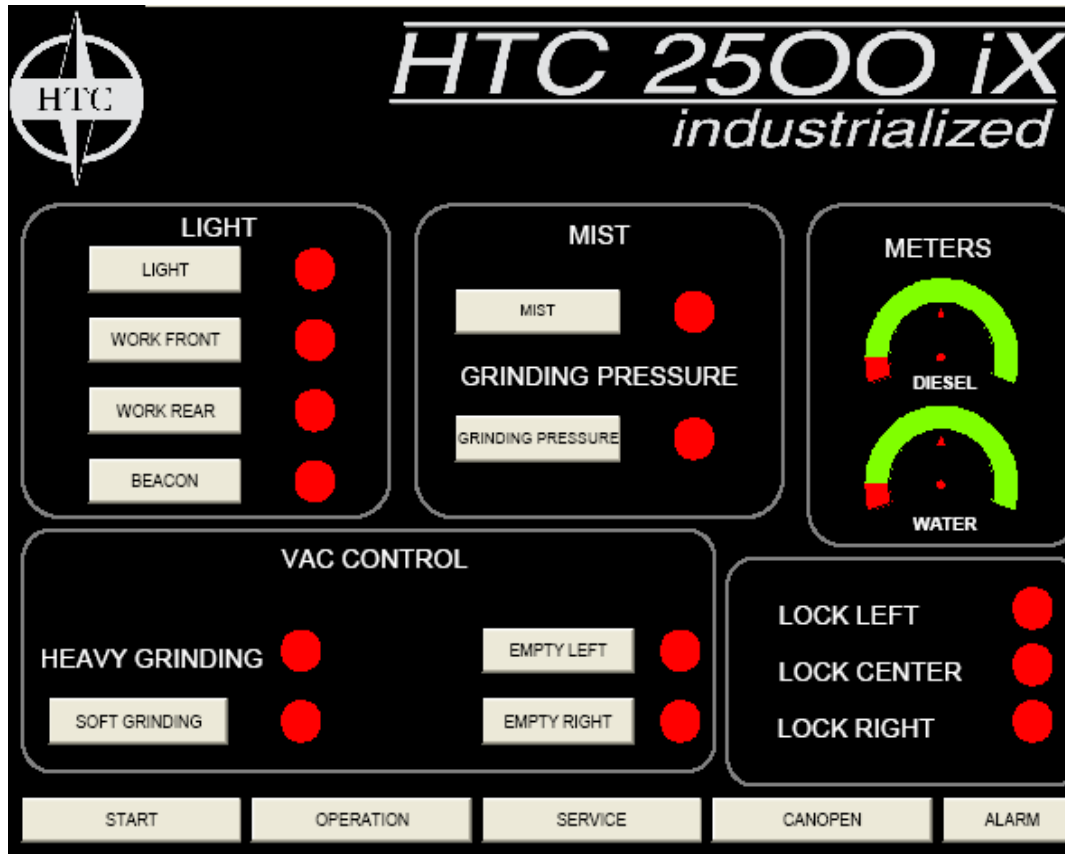 HTC
HTC 2500 iX
industrialized
LIGHT
LIGHT
WORK FRONT
WORK REAR
BEACON
MIST
MIST
GRINDING PRESSURE
GRINDING PRESSURE
METERS
DIESEL
WATER
VAC CONTROL
HEAVY GRINDING
SOFT GRINDING
EMPTY LEFT
EMPTY RIGHT
LOCK LEFT
LOCK CENTER
LOCK RIGHT
START
OPERATION
SERVICE
CANOPEN
ALARM